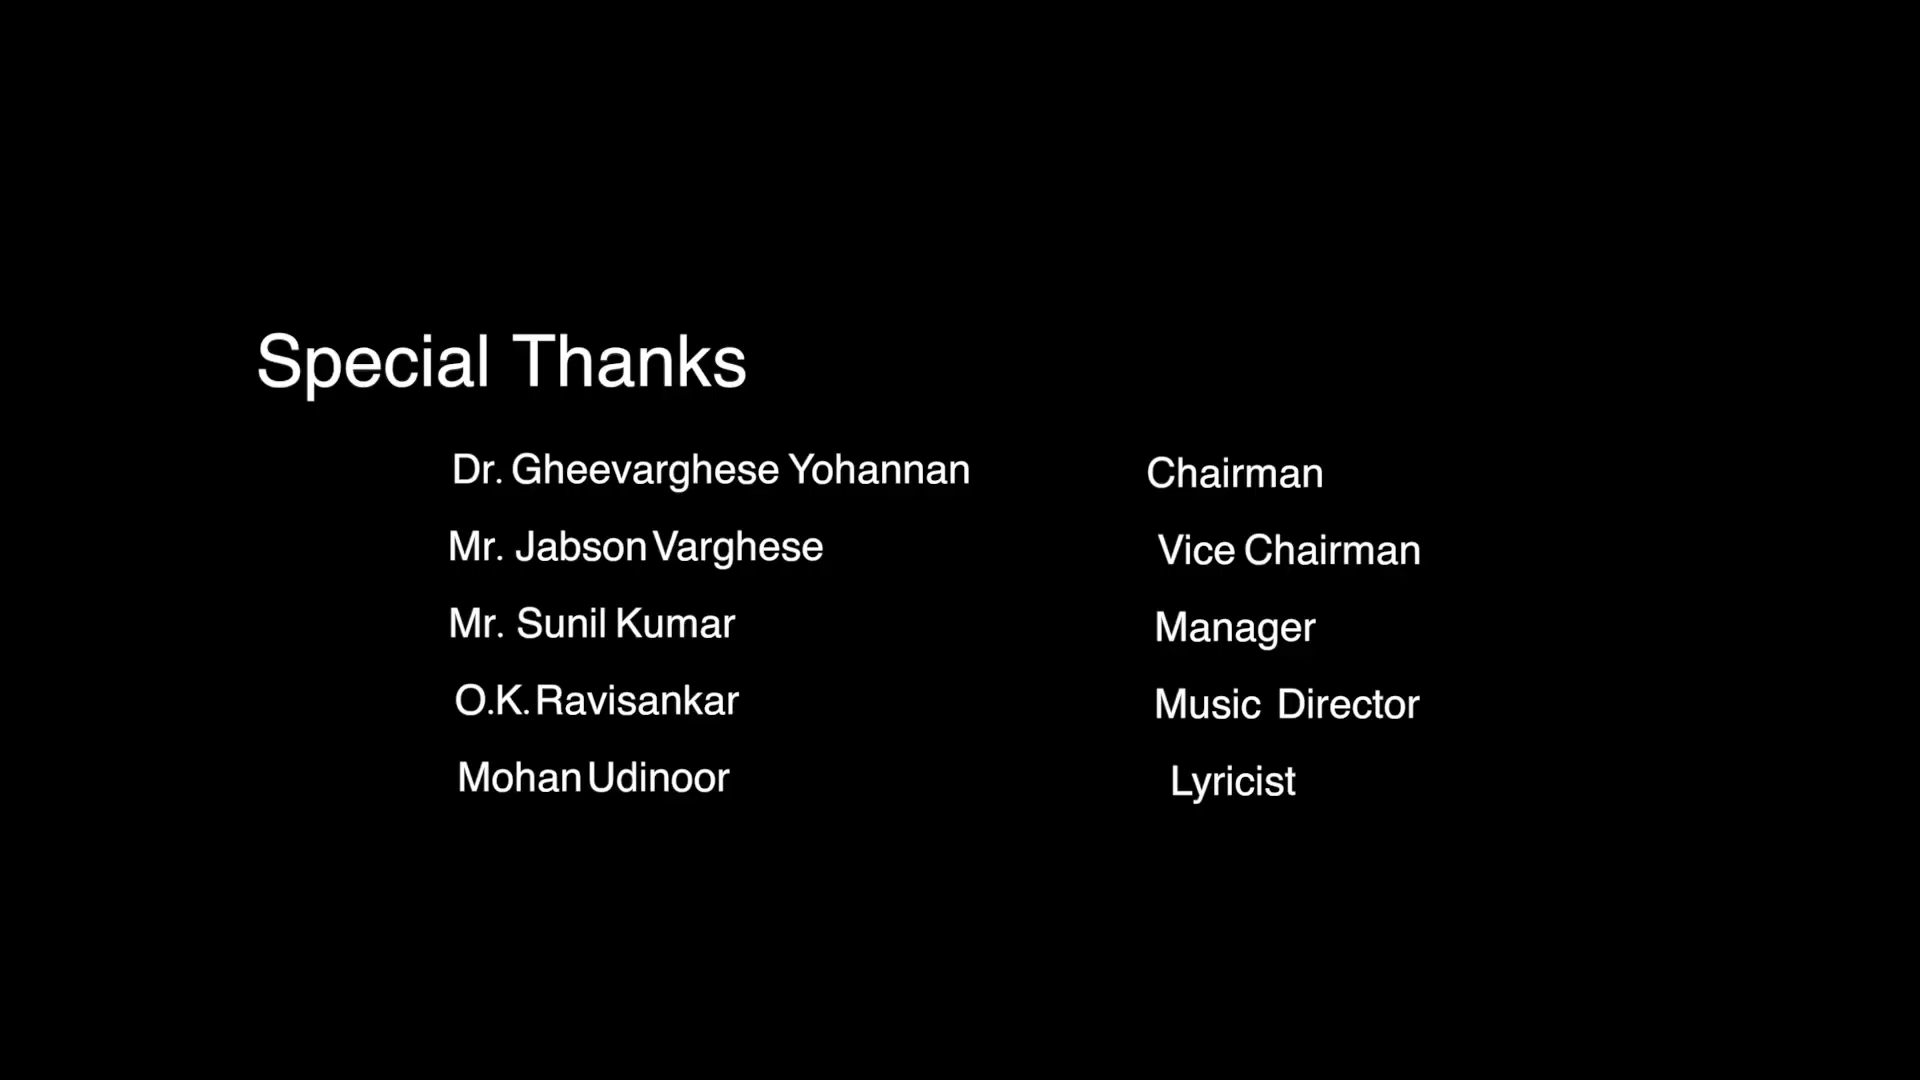 Special Thanks
Dr. Gheevarghese Yohannan Chairman
Mr. Jabson Varghese Vice Chairman
Mr. Sunil Kumar Manager
O.K. Ravisankar Music Director
Mohan Udinoor Lyricist